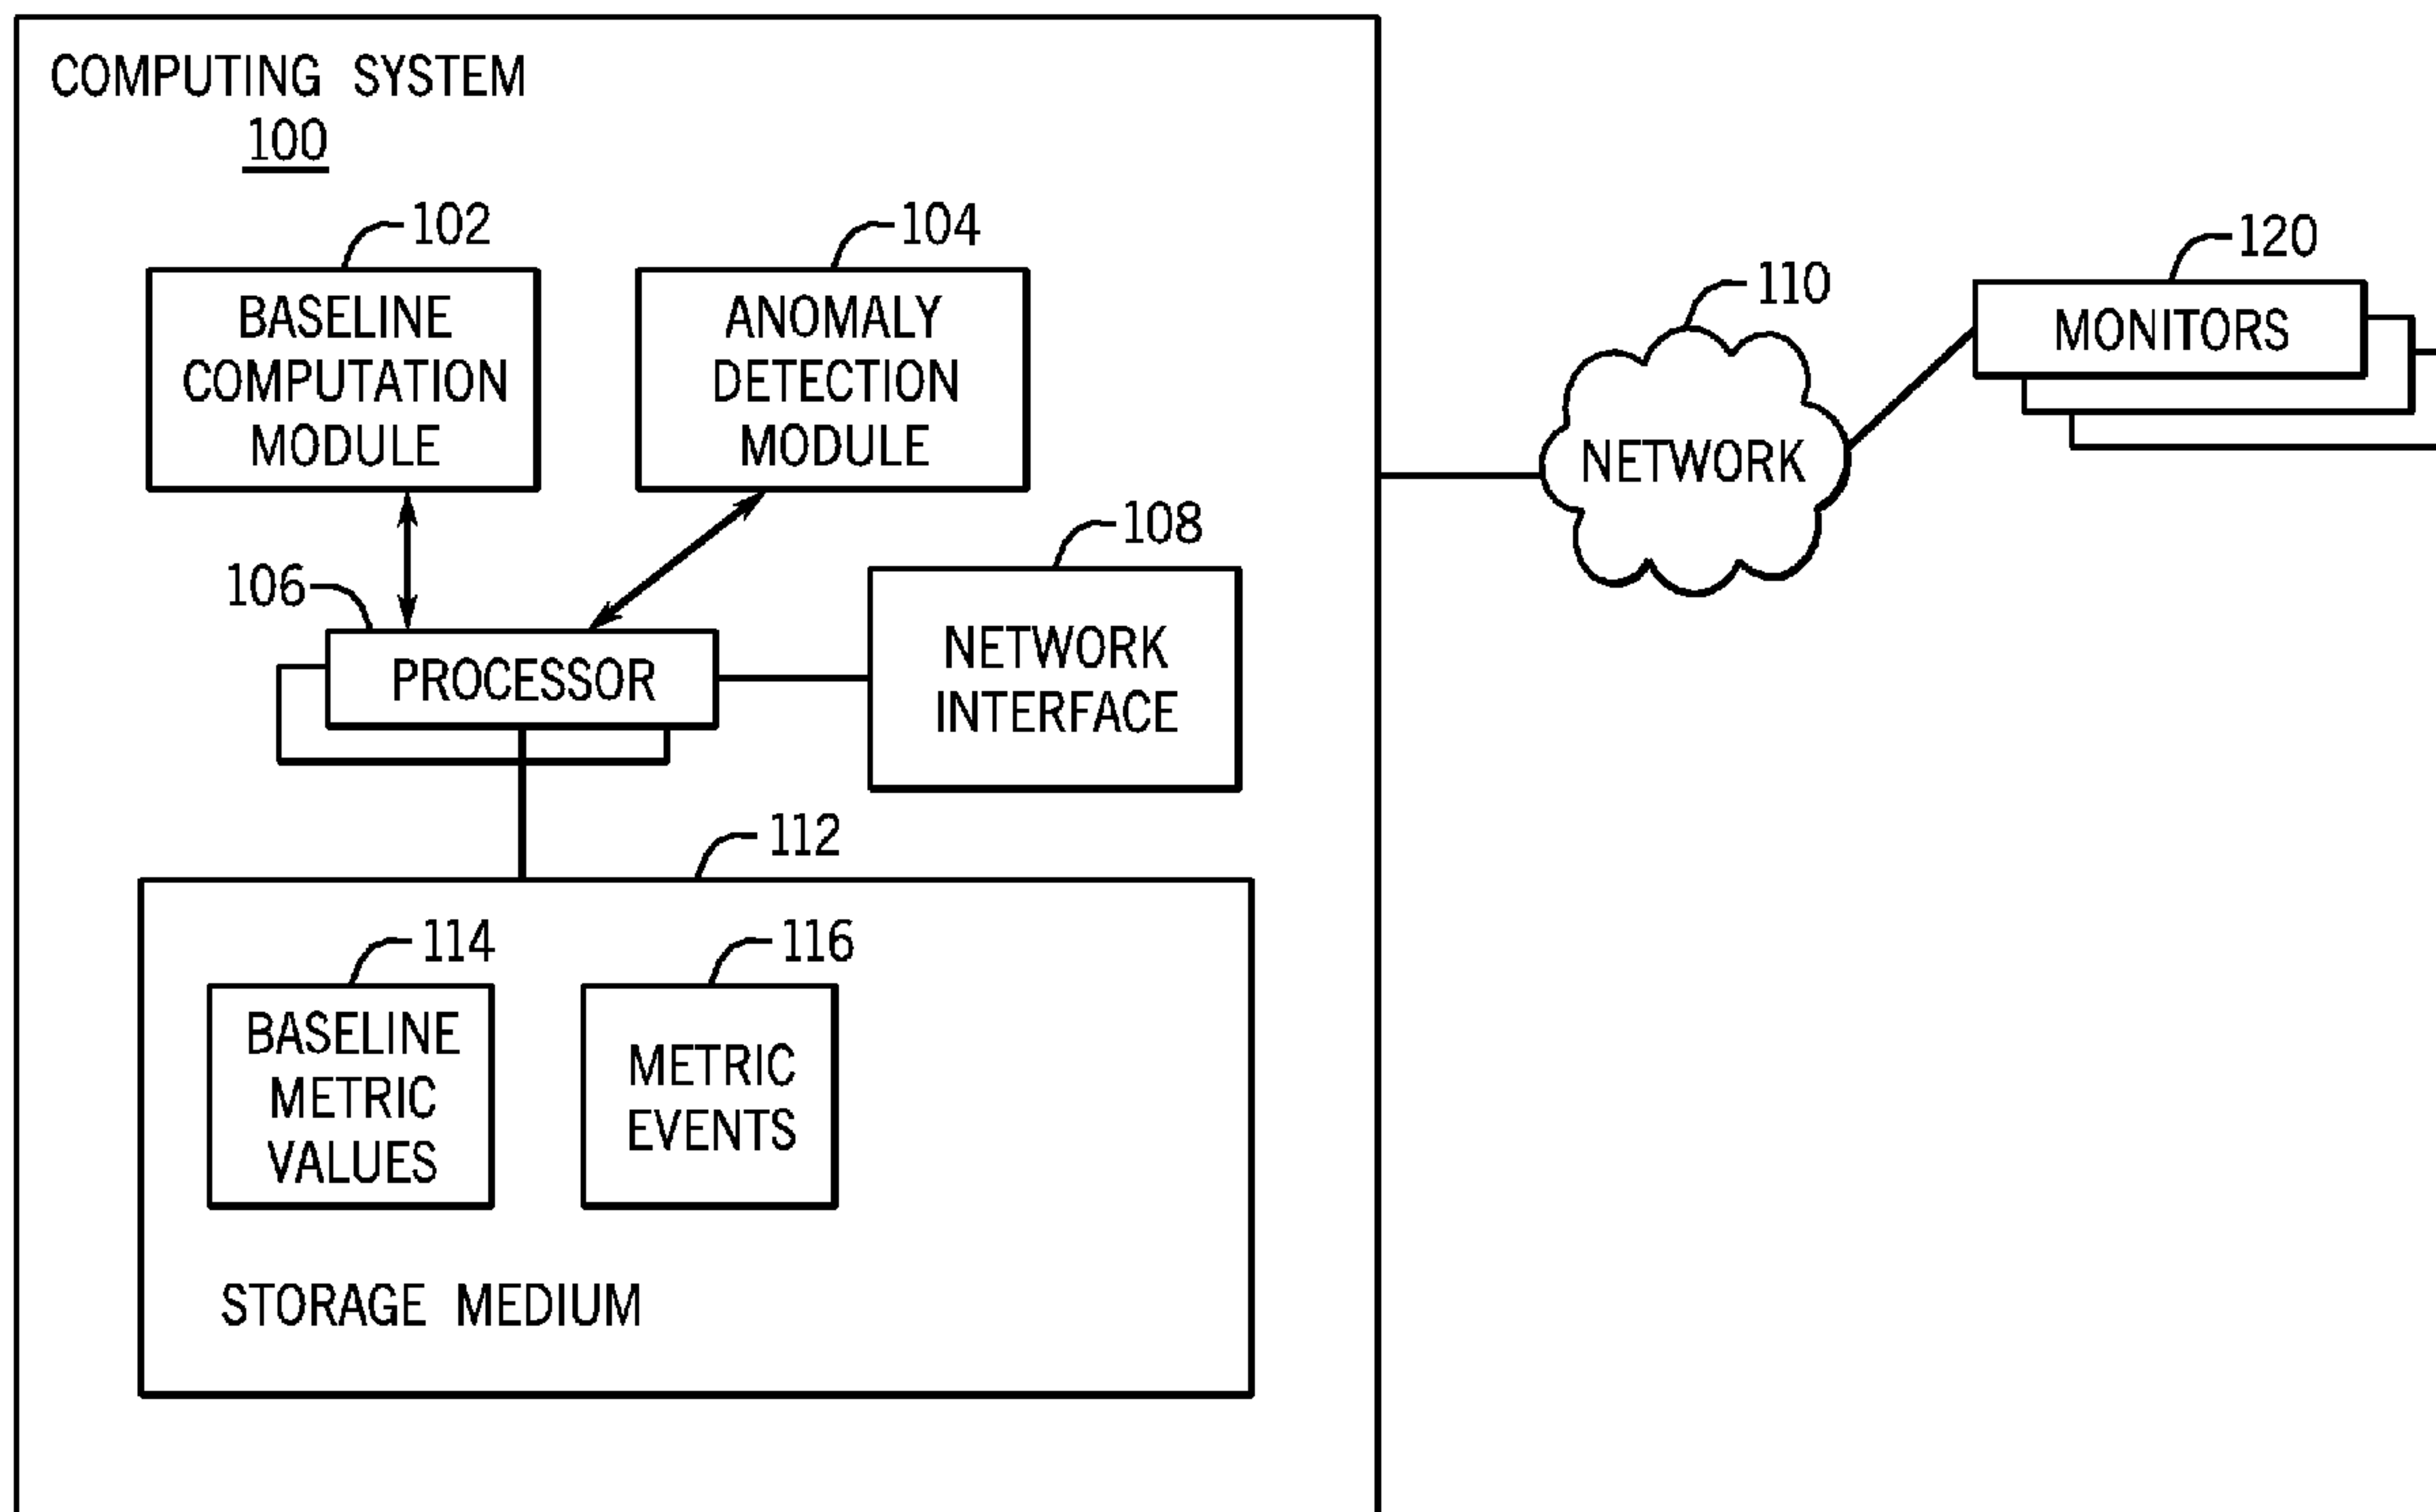 COMPUTING SYSTEM
100
102
104
BASELINE
COMPUTATION
MODULE
ANOMALY
DETECTION
MODULE
106
108
PROCESSOR
NETWORK
INTERFACE
112
114
116
BASELINE
METRIC
VALUES
METRIC
EVENTS
STORAGE MEDIUM
110
NETWORK
120
MONITORS